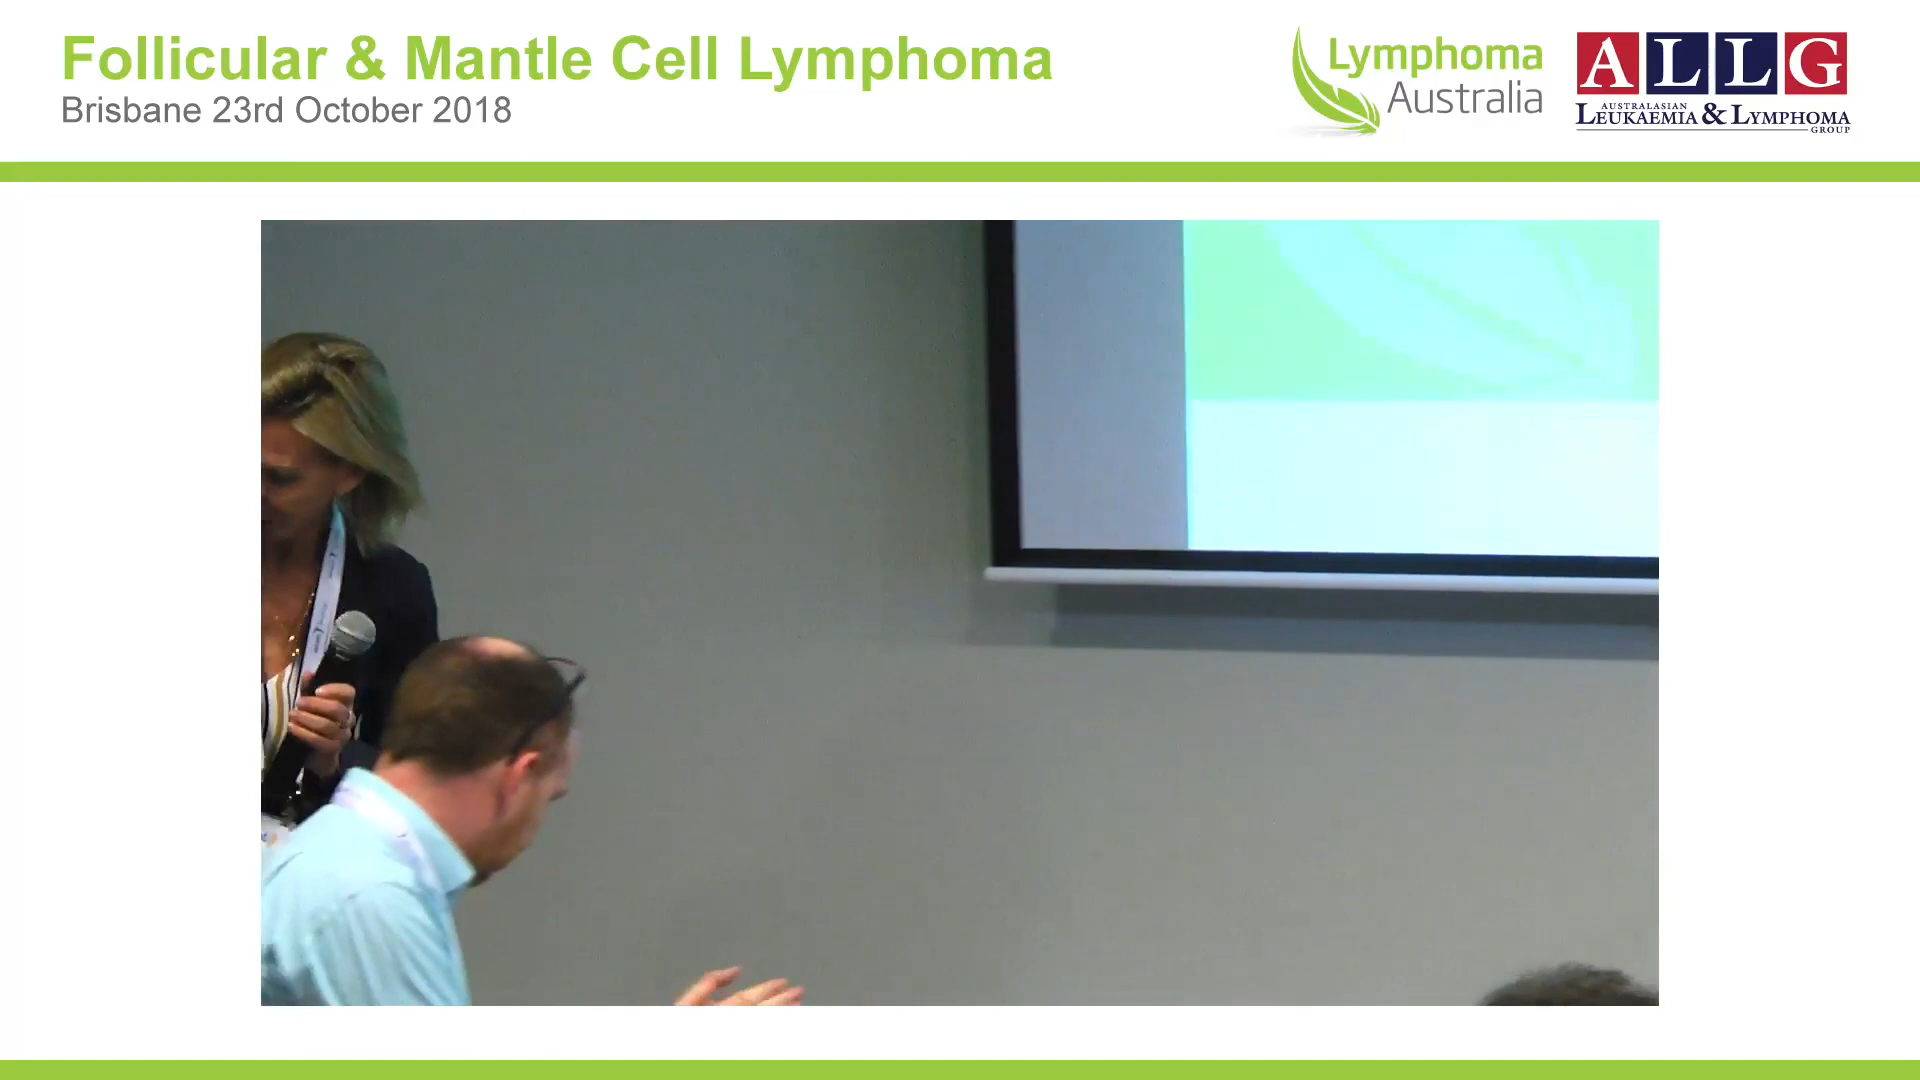 Follicular & Mantle Cell Lymphoma
Brisbane 23rd October 2018
Lymphoma
Australia
ALLG
AUSTRALASIAN
LEUKAEMIA & LYMPHOMA
GROUP